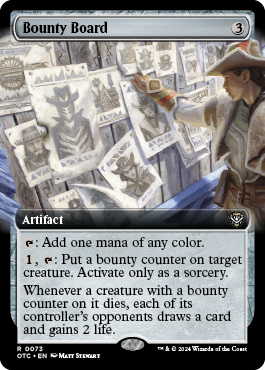 Bounty Board 3
Artifact
: Add one mana of any color.
1, : Put a bounty counter on target
creature. Activate only as a sorcery.
Whenever a creature with a bounty
counter on it dies, each of its
controller's opponents draws a card
and gains 2 life.
R 0073
OTC • EN MATT STEWART
™ & © 2024 Wizards of the Coast